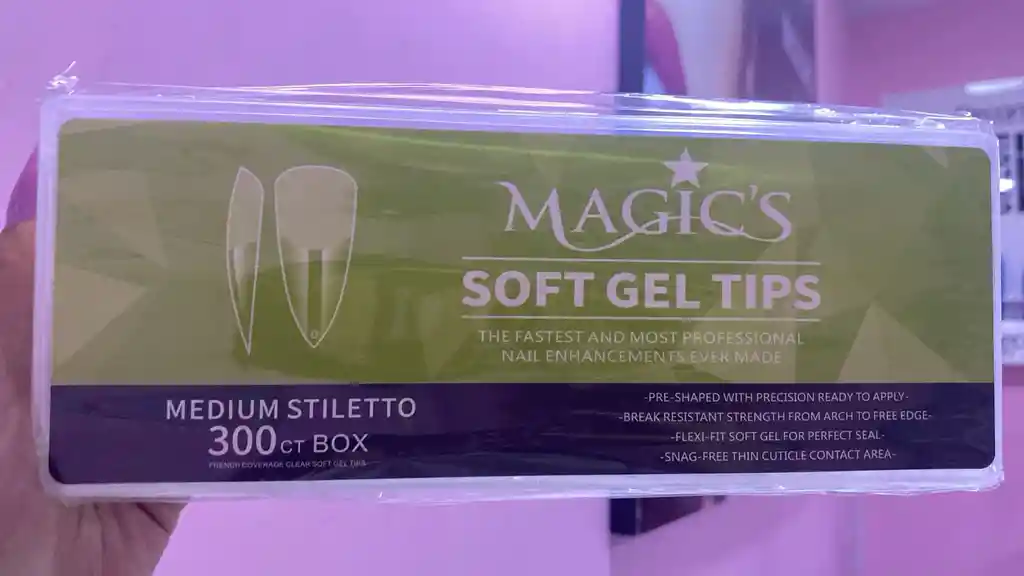 MAGIC'S
SOFT GEL TIPS
THE FASTEST AND MOST PROFESSIONAL
NAIL ENHANCEMENTS EVER MADE
MEDIUM STILETTO
300 CT BOX
FRENCH COVERAGE CLEAR SOFT GEL TIPS
-PRE-SHAPED WITH PRECISION READY TO APPLY-
-BREAK RESISTANT STRENGTH FROM ARCH TO FREE EDGE-
-FLEXI-FIT SOFT GEL FOR PERFECT SEAL-
-SNAG-FREE THIN CUTICLE CONTACT AREA-